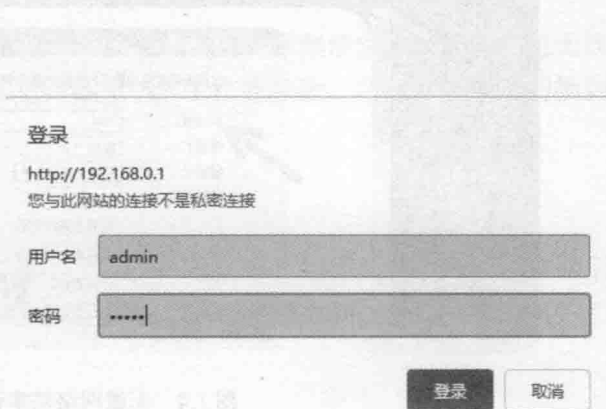 登录
http://192.168.0.1
您与此网站的连接不是私密连接
用户名 admin
密码 •••••
登录 取消